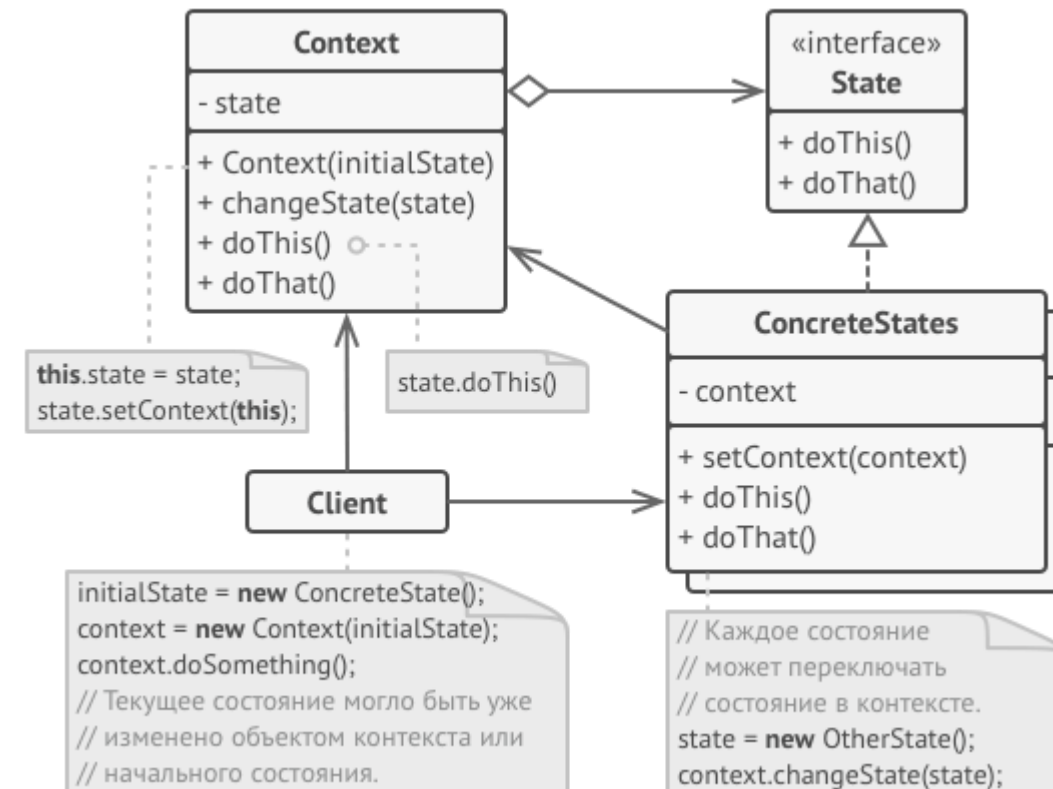 Context
- state
+ Context(initialState)
+ changeState(state)
+ doThis()
+ doThat()
«interface»
State
+ doThis()
+ doThat()
this.state = state;
state.setContext(this);
state.doThis()
ConcreteStates
- context
+ setContext(context)
+ doThis()
+ doThat()
Client
initialState = new ConcreteState();
context = new Context(initialState);
context.doSomething();
// Текущее состояние могло быть уже
// изменено объектом контекста или
// начального состояния.
// Каждое состояние
// может переключать
// состояние в контексте.
state = new OtherState();
context.changeState(state);